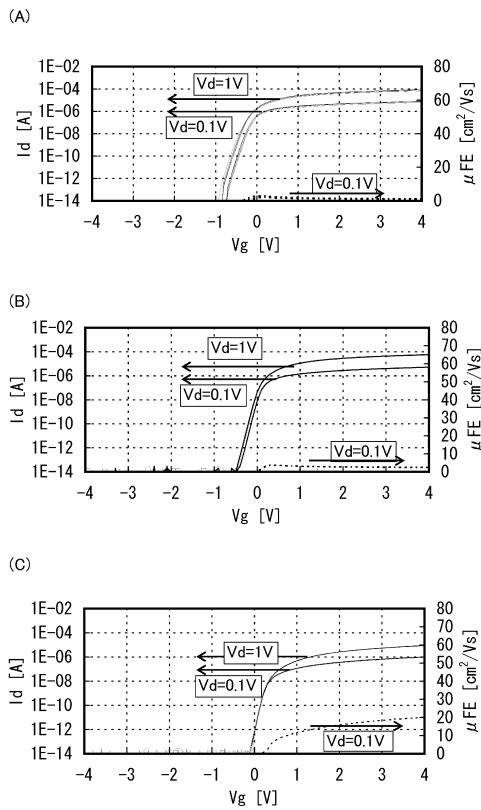 (A)
1E-02
1E-04
1E-06
1E-08
1E-10
1E-12
1E-14
Id [A]
80
60
40
20
0
μFE [cm²/Vs]
Vd=1V
Vd=0.1V
Vd=0.1V
-4 -3 -2 -1 0 1 2 3 4
Vg [V]
(B)
1E-02
1E-04
1E-06
1E-08
1E-10
1E-12
1E-14
Id [A]
80
70
60
50
40
30
20
10
0
μFE [cm²/Vs]
Vd=1V
Vd=0.1V
Vd=0.1V
-4 -3 -2 -1 0 1 2 3 4
Vg [V]
(C)
1E-02
1E-04
1E-06
1E-08
1E-10
1E-12
1E-14
Id [A]
80
70
60
50
40
30
20
10
0
μFE [cm²/Vs]
Vd=1V
Vd=0.1V
Vd=0.1V
-4 -3 -2 -1 0 1 2 3 4
Vg [V]